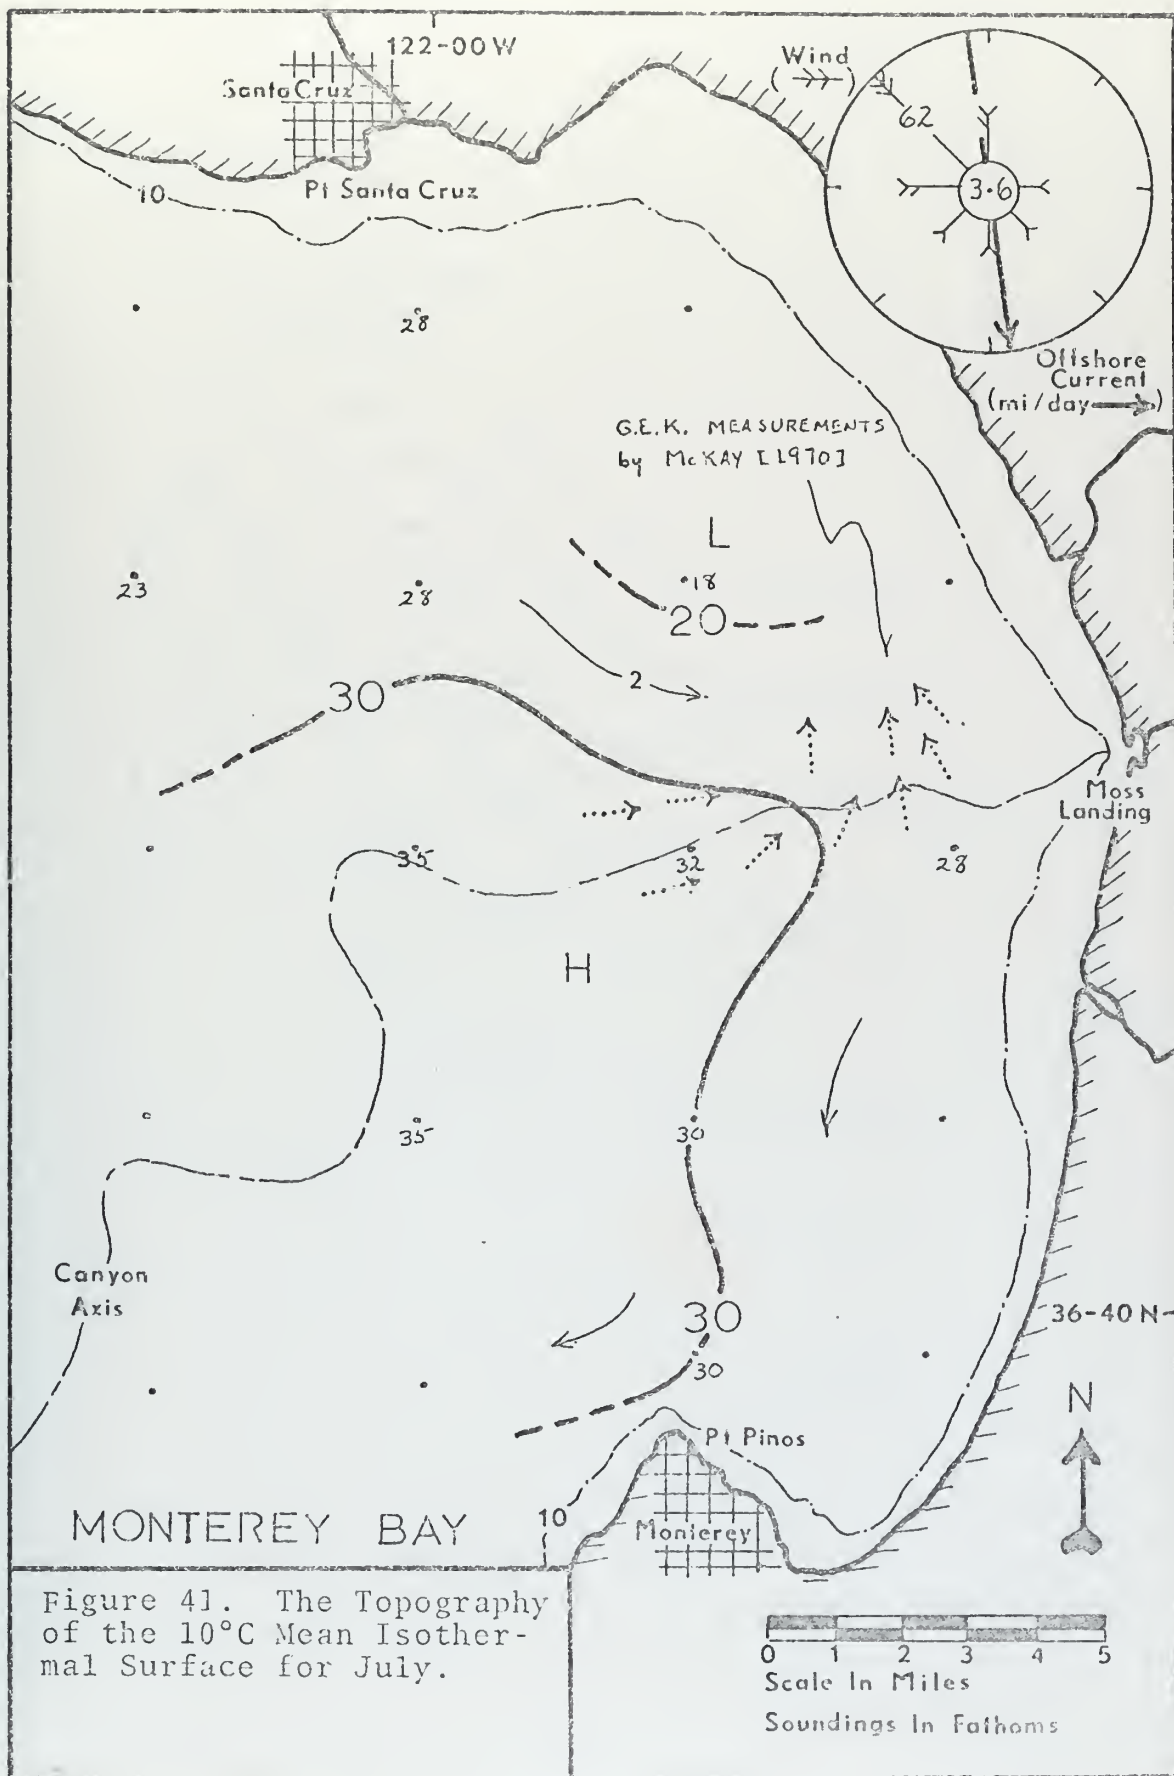 122-00 W
Santa Cruz
Pt Santa Cruz
10
Wind
62
3.6
Offshore
Current
(mi/day)
28
G.E.K. MEASUREMENTS
by McKAY [1970]
L
18
20
23
28
2
30
Moss
Landing
35
32
28
H
35
30
Canyon
Axis
30
30
36-40 N
N
Pt Pinos
10
Monterey
MONTEREY BAY
Figure 41. The Topography
of the 10°C Mean Isother-
mal Surface for July.
0 1 2 3 4 5
Scale In Miles
Soundings In Fathoms